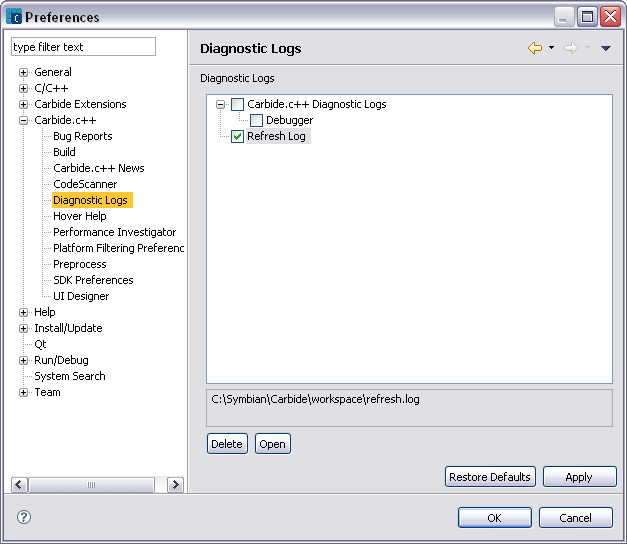 Preferences
type filter text
General
C/C++
Carbide Extensions
Carbide.c++
Bug Reports
Build
Carbide.c++ News
CodeScanner
Diagnostic Logs
Hover Help
Performance Investigator
Platform Filtering Preferenc
Preprocess
SDK Preferences
UI Designer
Help
Install/Update
Qt
Run/Debug
System Search
Team
Diagnostic Logs
Diagnostic Logs
Carbide.c++ Diagnostic Logs
Debugger
Refresh Log
C:\Symbian\Carbide\workspace\refresh.log
Delete Open
Restore Defaults Apply
? OK Cancel